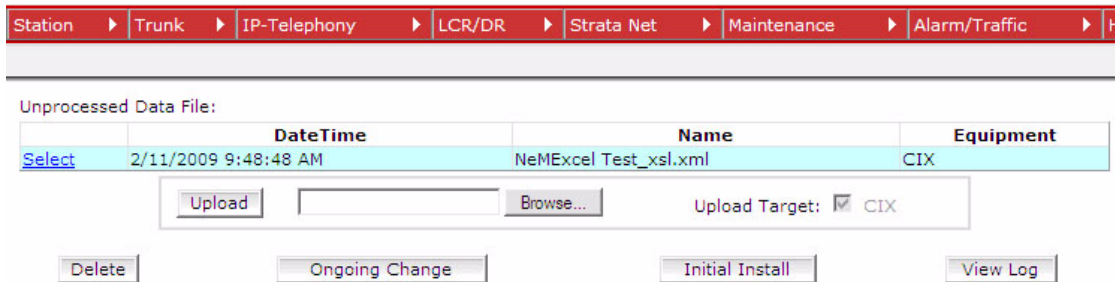 Station Trunk IP-Telephony LCR/DR Strata Net Maintenance Alarm/Traffic
Unprocessed Data File:
DateTime Name Equipment
Select 2/11/2009 9:48:48 AM NeMExcel Test_xsl.xml CIX
Upload Browse... Upload Target: CIX
Delete Ongoing Change Initial Install View Log